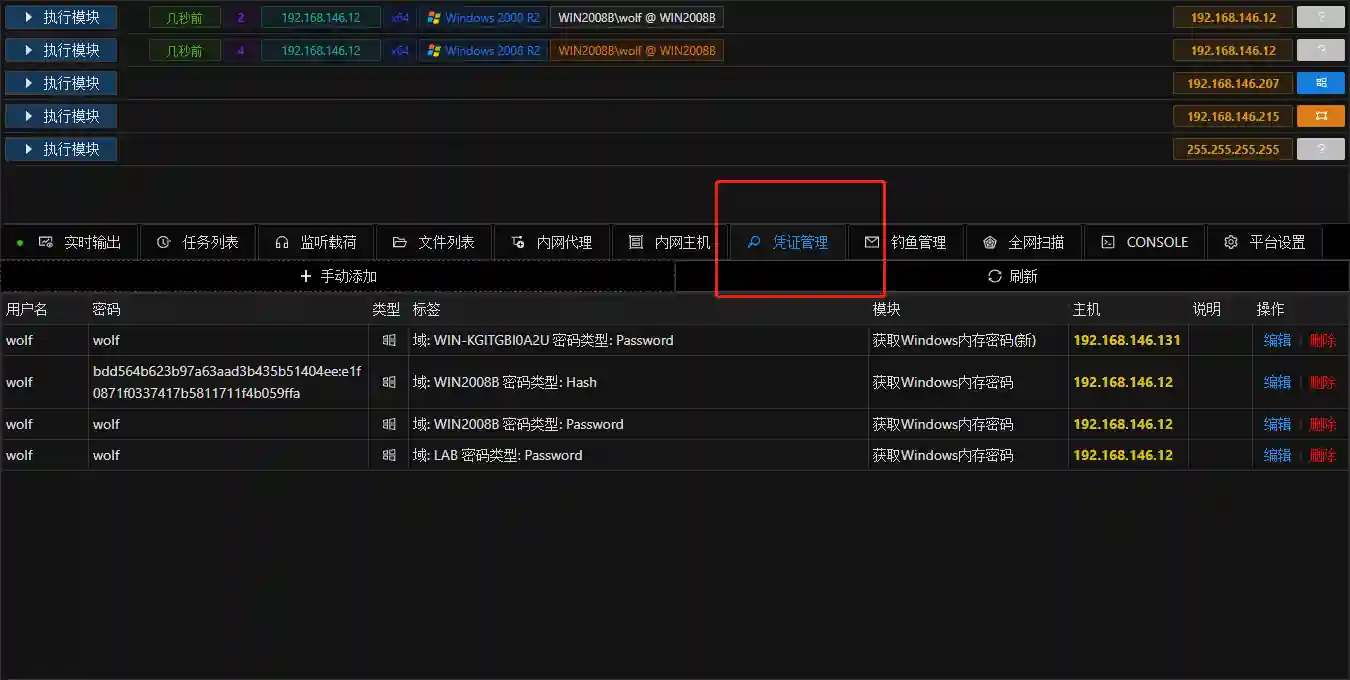 执行模块 几秒前 2 192.168.146.12 x64 Windows 2008 R2 WIN2008B\wolf @ WIN2008B 192.168.146.12 ?
执行模块 几秒前 4 192.168.146.12 x64 Windows 2008 R2 WIN2008B\wolf @ WIN2008B 192.168.146.12 ?
执行模块 192.168.146.207
执行模块 192.168.146.215
执行模块 255.255.255.255 ?
实时输出 任务列表 监听载荷 文件列表 内网代理 内网主机 凭证管理 钓鱼管理 全网扫描 CONSOLE 平台设置
+ 手动添加 刷新
用户名 密码 类型 标签 模块 主机 说明 操作
wolf wolf 域: WIN-KGITGBI0A2U 密码类型: Password 获取Windows内存密码(新) 192.168.146.131 编辑 删除
wolf bdd564b623b97a63aad3b435b51404ee:e1f
0871f0337417b5811711f4b059ffa 域: WIN2008B 密码类型: Hash 获取Windows内存密码 192.168.146.12 编辑 删除
wolf wolf 域: WIN2008B 密码类型: Password 获取Windows内存密码 192.168.146.12 编辑 删除
wolf wolf 域: LAB 密码类型: Password 获取Windows内存密码 192.168.146.12 编辑 删除